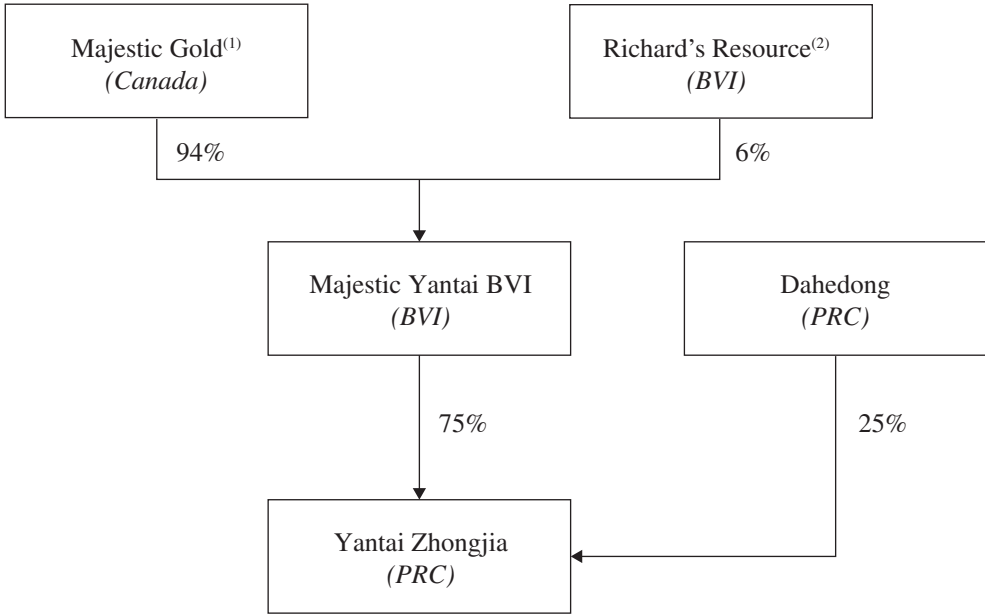 Majestic Gold(1)
(Canada)
Richard’s Resource(2)
(BVI)
94%
6%
Majestic Yantai BVI
(BVI)
Dahedong
(PRC)
75%
25%
Yantai Zhongjia
(PRC)